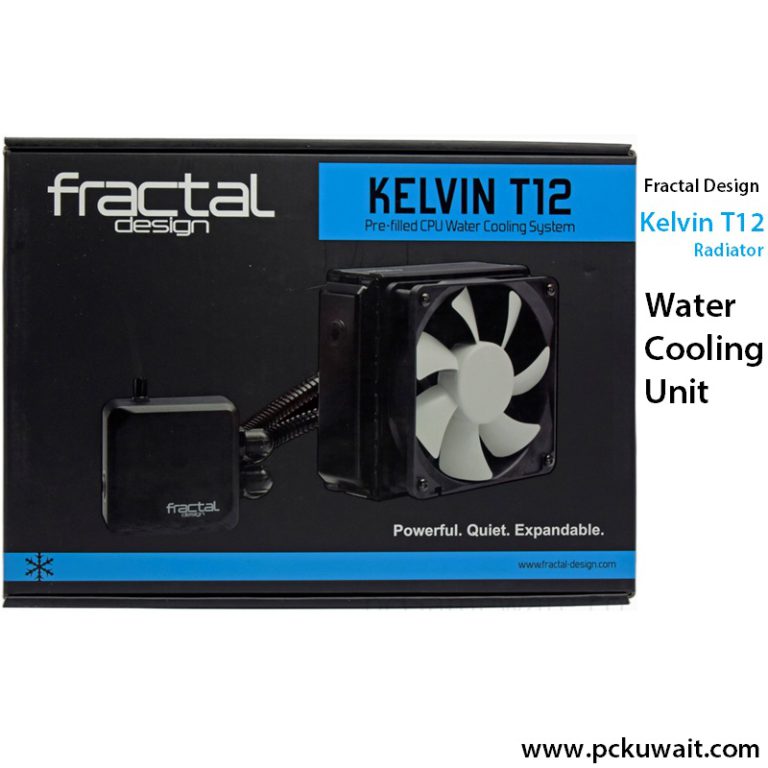 fractal
design
KELVIN T12
Pre-filled CPU Water Cooling System
fractal
design
Powerful. Quiet. Expandable.
www.fractal-design.com
Fractal Design
Kelvin T12
Radiator
Water
Cooling
Unit
www.pckuwait.com